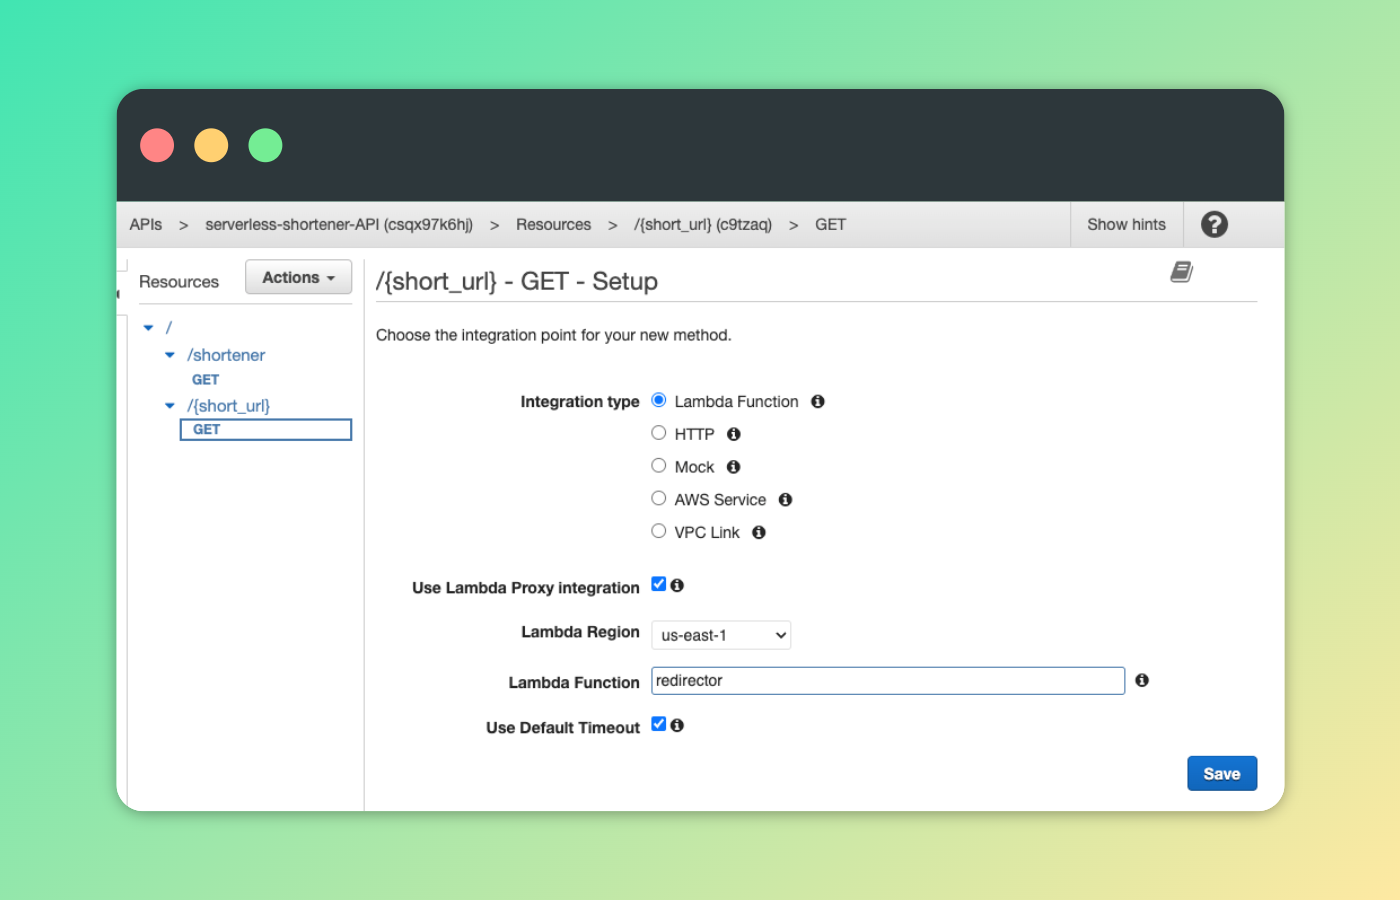 APIs > serverless-shortener-API (csqx97k6hj) > Resources > /{short_url} (c9tzaq) > GET Show hints ?
Resources Actions
/
/shortener
GET
/{short_url}
GET
/{short_url} - GET - Setup
Choose the integration point for your new method.
Integration type Lambda Function
HTTP
Mock
AWS Service
VPC Link
Use Lambda Proxy integration
Lambda Region us-east-1
Lambda Function redirector
Use Default Timeout
Save